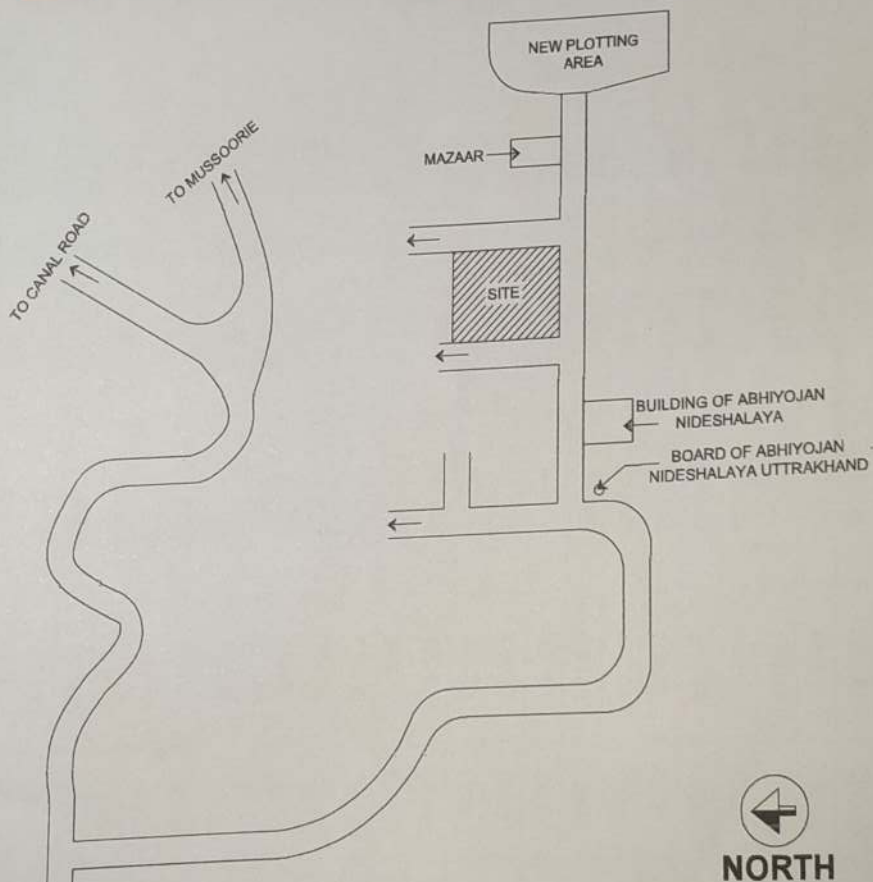 NEW PLOTTING
AREA
MAZAAR
TO MUSSOORIE
TO CANAL ROAD
SITE
BUILDING OF ABHIYOJAN
NIDESHALAYA
BOARD OF ABHIYOJAN
NIDESHALAYA UTTRAKHAND
NORTH